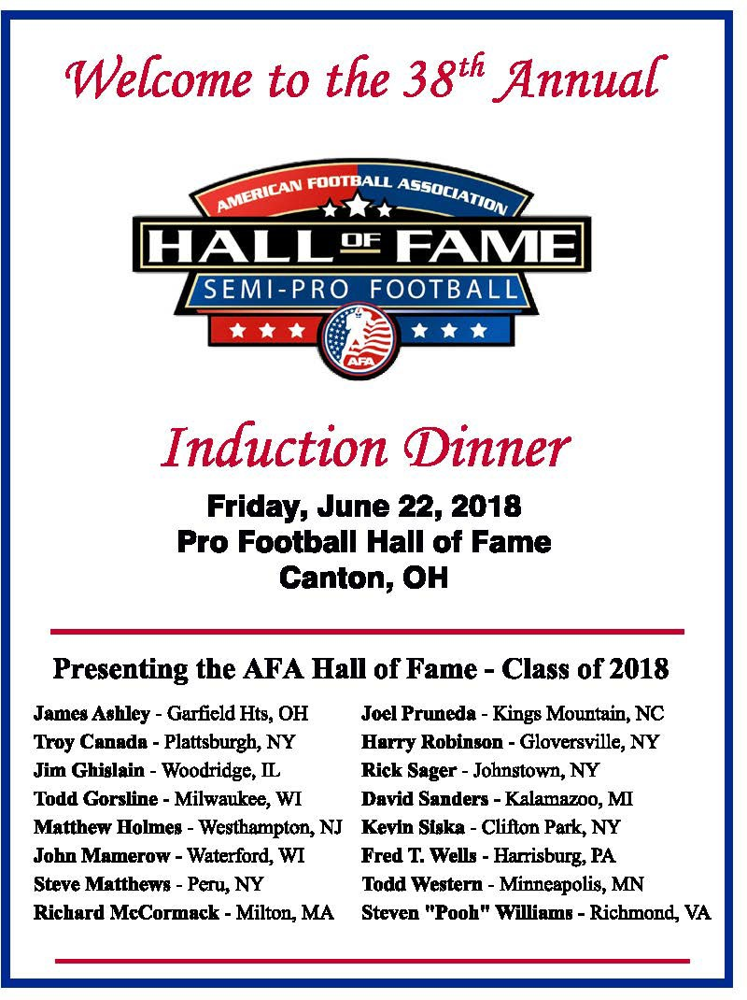 Welcome to the 38th Annual
AMERICAN FOOTBALL ASSOCIATION
HALL OF FAME
SEMI-PRO FOOTBALL
AFA
Induction Dinner
Friday, June 22, 2018
Pro Football Hall of Fame
Canton, OH
Presenting the AFA Hall of Fame - Class of 2018
James Ashley - Garfield Hts, OH
Troy Canada - Plattsburgh, NY
Jim Ghislain - Woodridge, IL
Todd Gorsline - Milwaukee, WI
Matthew Holmes - Westhampton, NJ
John Mamerow - Waterford, WI
Steve Matthews - Peru, NY
Richard McCormack - Milton, MA
Joel Pruneda - Kings Mountain, NC
Harry Robinson - Gloversville, NY
Rick Sager - Johnstown, NY
David Sanders - Kalamazoo, MI
Kevin Siska - Clifton Park, NY
Fred T. Wells - Harrisburg, PA
Todd Western - Minneapolis, MN
Steven "Pooh" Williams - Richmond, VA